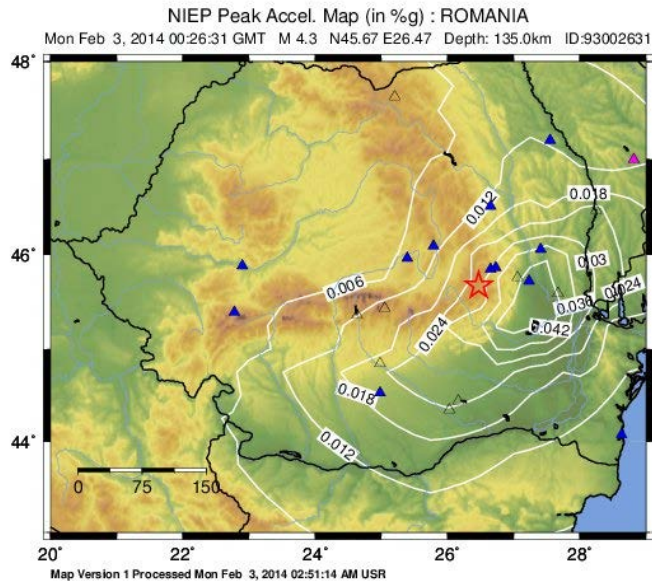 NIEP Peak Accel. Map (in %g) : ROMANIA
Mon Feb 3, 2014 00:26:31 GMT M 4.3 N45.67 E26.47 Depth: 135.0km ID:93002631
48°
0.012
0.018
46°
0.03
0.006
0.024
0.036
0.024
0.042
0.018
44°
0.012
0 75 150
20° 22° 24° 26° 28°
Map Version 1 Processed Mon Feb 3, 2014 02:51:14 AM USR